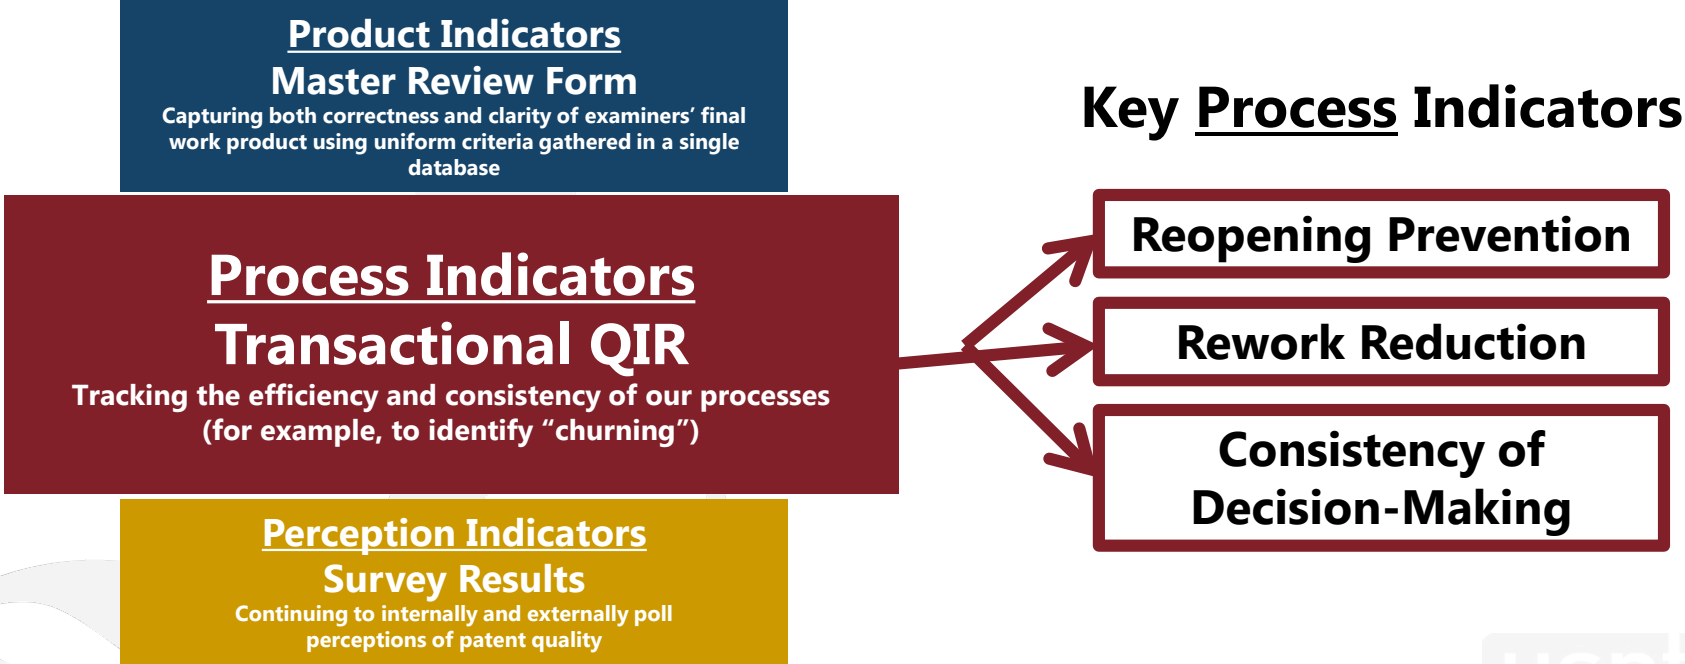 Product Indicators
Master Review Form
Capturing both correctness and clarity of examiners’ final
work product using uniform criteria gathered in a single
database
Process Indicators
Transactional QIR
Tracking the efficiency and consistency of our processes
(for example, to identify “churning”)
Perception Indicators
Survey Results
Continuing to internally and externally poll
perceptions of patent quality
Key Process Indicators
Reopening Prevention
Rework Reduction
Consistency of
Decision-Making